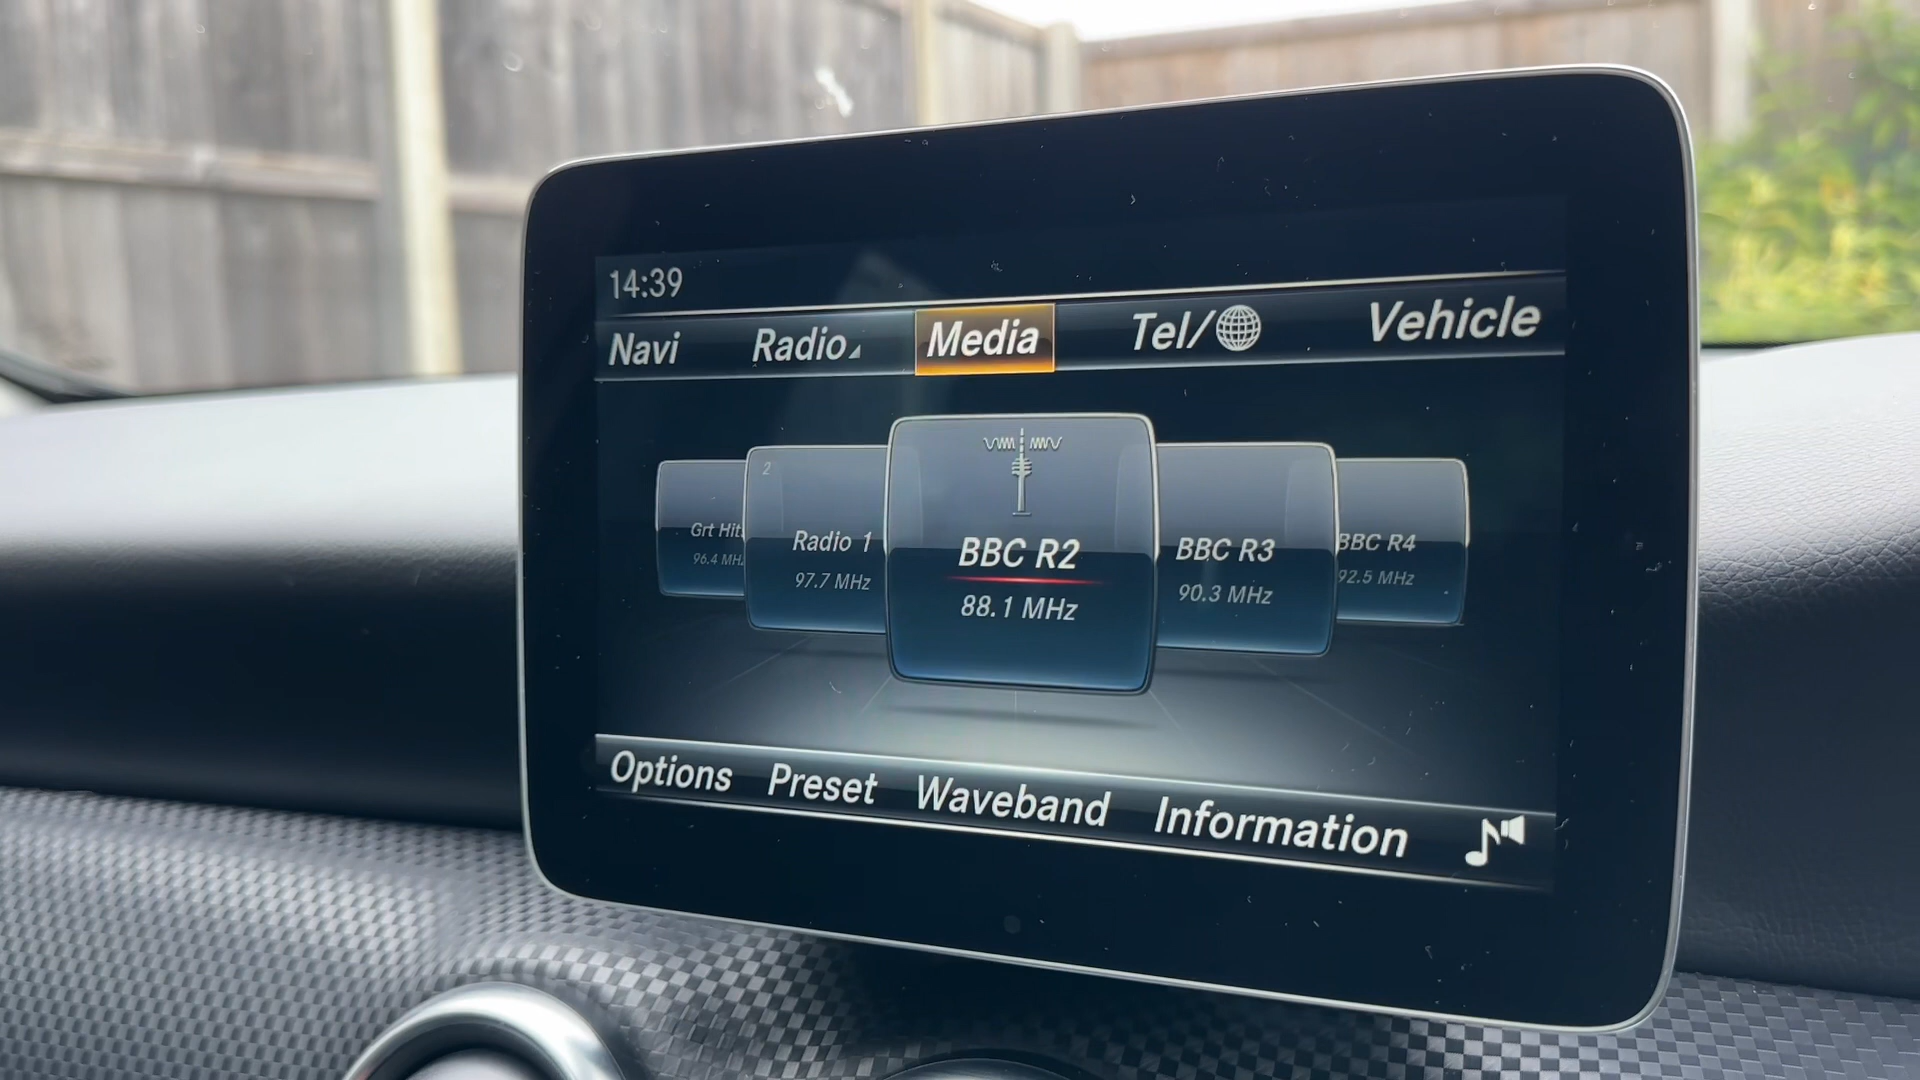 14:39
Navi Radio Media Tel/ Vehicle
2
Grt Hit Radio 1 BBC R2 BBC R3 BBC R4
96.4 MHz 97.7 MHz 88.1 MHz 90.3 MHz 92.5 MHz
Options Preset Waveband Information